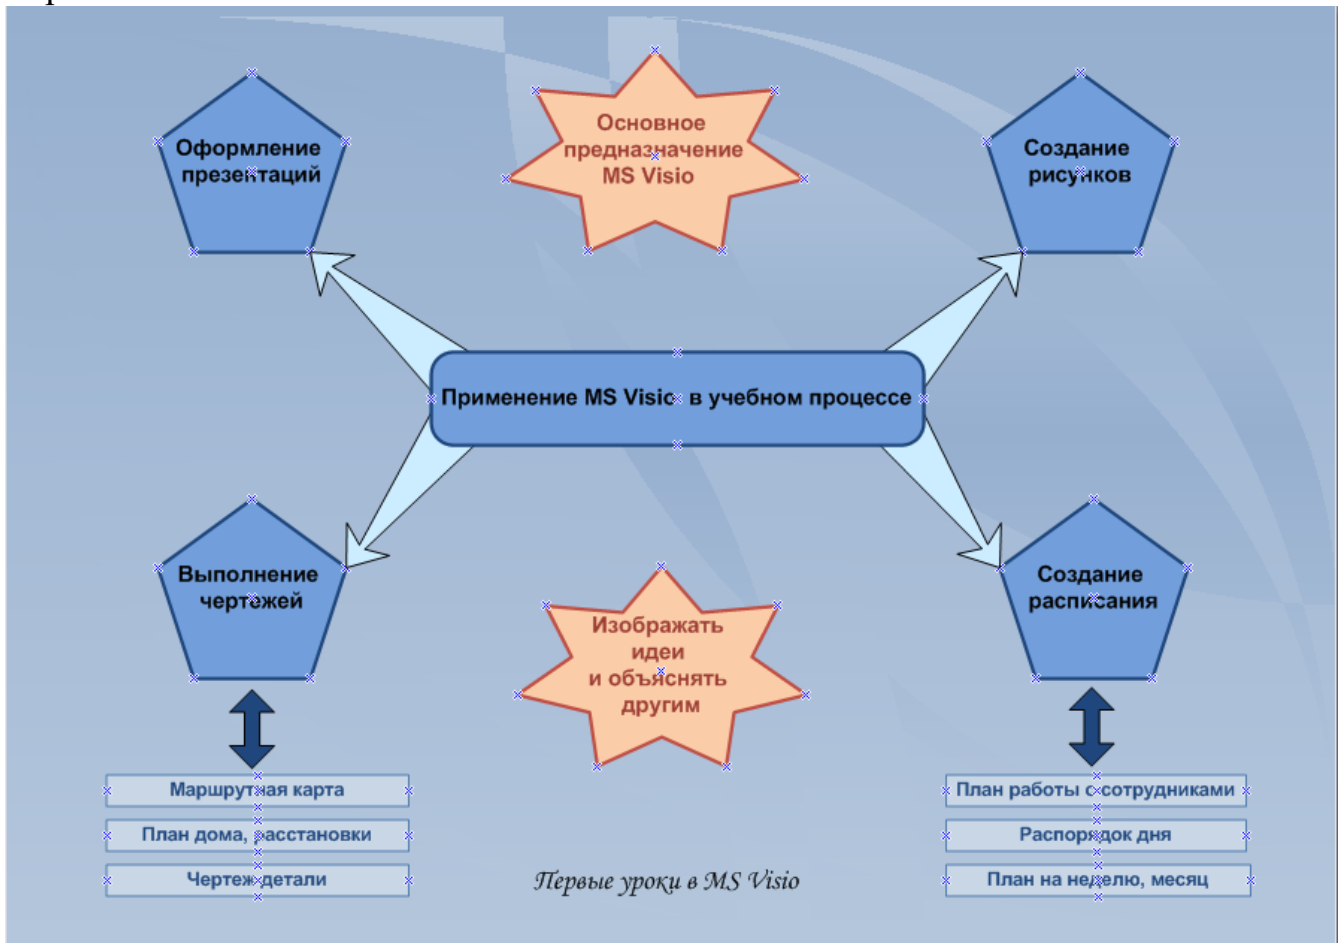 Оформление
презентаций
Основное
предназначение
MS Visio
Создание
рисунков
Применение MS Visio в учебном процессе
Выполнение
чертежей
Изображать
идеи
и объяснять
другим
Создание
расписания
Маршрутная карта
План дома, расстановки
Чертеж детали
План работы с сотрудниками
Распорядок дня
План на неделю, месяц
Первые уроки в MS Visio